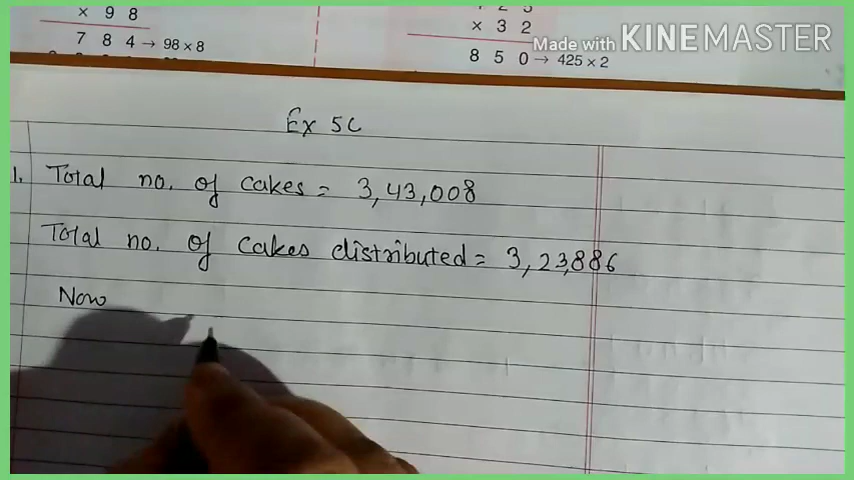 × 9 8
7 8 4 → 98 × 8
× 3 2
8 5 0 → 425 × 2
Made with KINEMASTER
Ex 5C
1. Total no. of cakes = 3,43,008
Total no. of cakes distributed = 3,23,886
Now